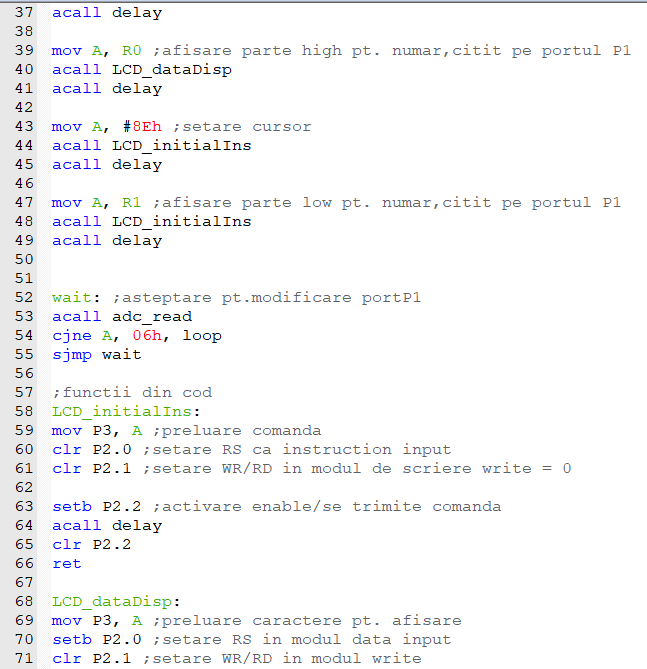 37 acall delay
38
39 mov A, R0 ;afisare parte high pt. numar,citit pe portul P1
40 acall LCD_dataDisp
41 acall delay
42
43 mov A, #8Eh ;setare cursor
44 acall LCD_initialIns
45 acall delay
46
47 mov A, R1 ;afisare parte low pt. numar,citit pe portul P1
48 acall LCD_initialIns
49 acall delay
50
51
52 wait: ;asteptare pt.modificare portP1
53 acall adc_read
54 cjne A, 06h, loop
55 sjmp wait
56
57 ;functii din cod
58 LCD_initialIns:
59 mov P3, A ;preluare comanda
60 clr P2.0 ;setare RS ca instruction input
61 clr P2.1 ;setare WR/RD in modul de scriere write = 0
62
63 setb P2.2 ;activare enable/se trimite comanda
64 acall delay
65 clr P2.2
66 ret
67
68 LCD_dataDisp:
69 mov P3, A ;preluare caractere pt. afisare
70 setb P2.0 ;setare RS in modul data input
71 clr P2.1 ;setare WR/RD in modul write